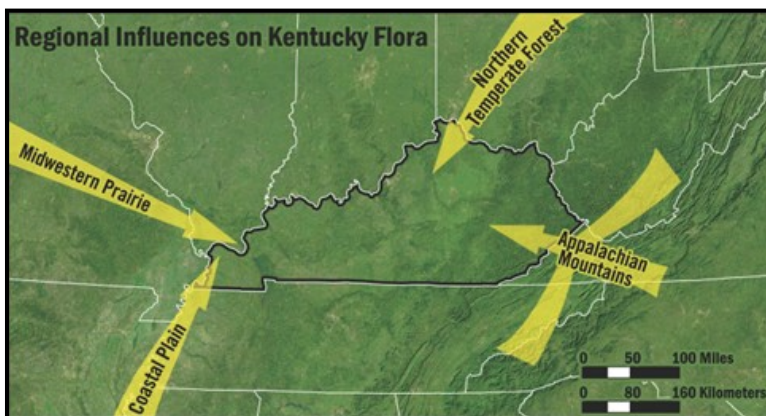 Regional Influences on Kentucky Flora
Northern
Temperate Forest
Midwestern Prairie
Appalachian
Mountains
Coastal Plain
0 50 100 Miles
0 80 160 Kilometers